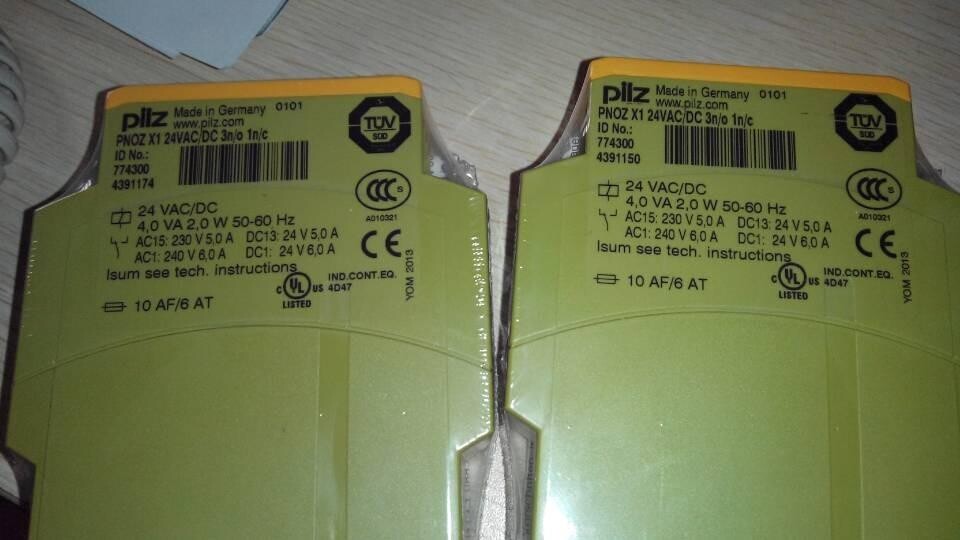 pilz Made in Germany 0101
www.pilz.com
PNOZ X1 24VAC/DC 3n/o 1n/c
ID No.:
774300
4391174
TÜV
SÜD
24 VAC/DC
4,0 VA 2,0 W 50-60 Hz
AC15: 230 V 5,0 A DC13: 24 V 5,0 A
AC1: 240 V 6,0 A DC1: 24 V 6,0 A
Isum see tech. instructions
10 AF/6 AT
CCC S
A010321
CE
C UL US
LISTED
IND.CONT.EQ.
4D47
YOM 2013
pilz Made in Germany 0101
www.pilz.com
PNOZ X1 24VAC/DC 3n/o 1n/c
ID No.:
774300
4391150
TÜV
SÜD
24 VAC/DC
4,0 VA 2,0 W 50-60 Hz
AC15: 230 V 5,0 A DC13: 24 V 5,0 A
AC1: 240 V 6,0 A DC1: 24 V 6,0 A
Isum see tech. instructions
10 AF/6 AT
CCC S
A010321
CE
C UL US
LISTED
IND.CONT.EQ.
4D47
YOM 2013